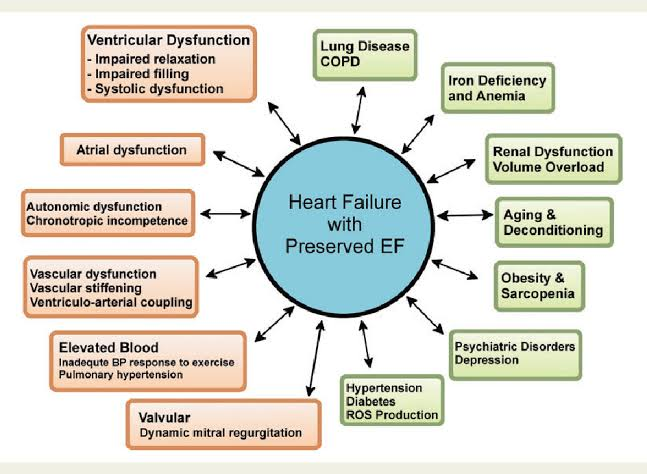 Ventricular Dysfunction
- Impaired relaxation
- Impaired filling
- Systolic dysfunction
Atrial dysfunction
Autonomic dysfunction
Chronotropic incompetence
Vascular dysfunction
Vascular stiffening
Ventriculo-arterial coupling
Elevated Blood
Inadequte BP response to exercise
Pulmonary hypertension
Valvular
Dynamic mitral regurgitation
Heart Failure
with
Preserved EF
Lung Disease
COPD
Iron Deficiency
and Anemia
Renal Dysfunction
Volume Overload
Aging &
Deconditioning
Obesity &
Sarcopenia
Psychiatric Disorders
Depression
Hypertension
Diabetes
ROS Production